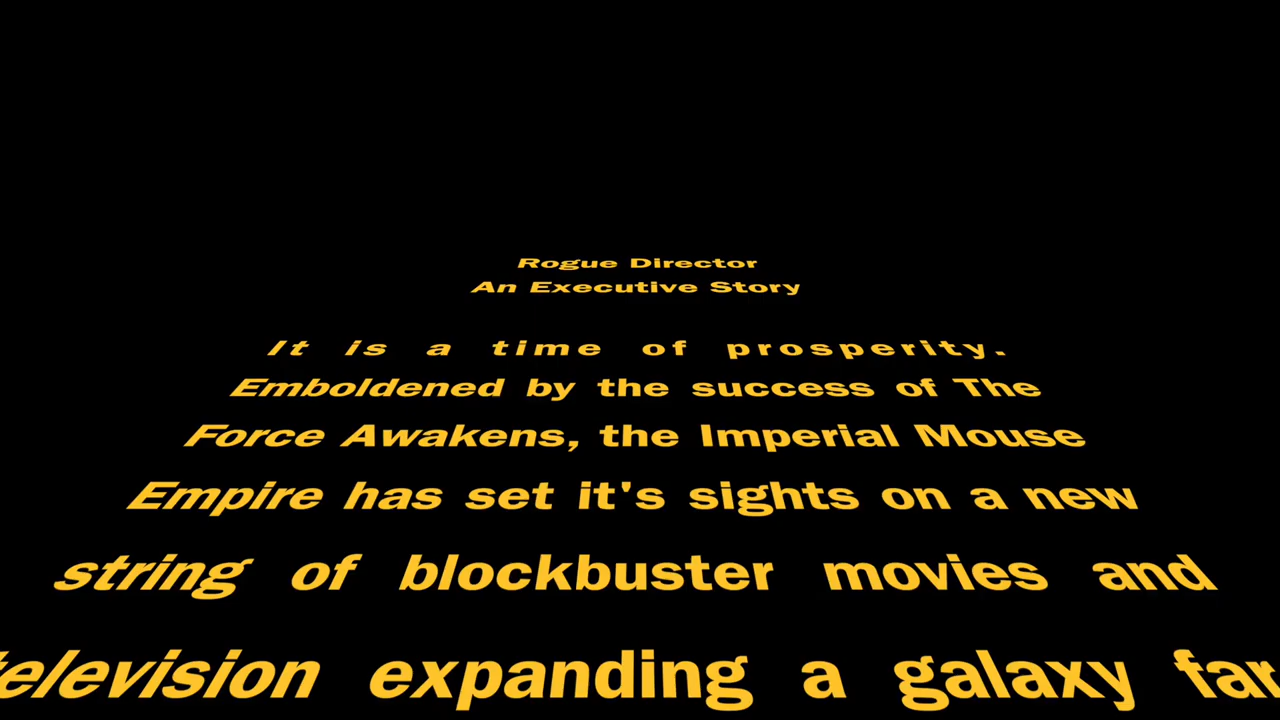 Rogue Director
An Executive Story
It is a time of prosperity.
Emboldened by the success of The
Force Awakens, the Imperial Mouse
Empire has set it's sights on a new
string of blockbuster movies and
television expanding a galaxy far